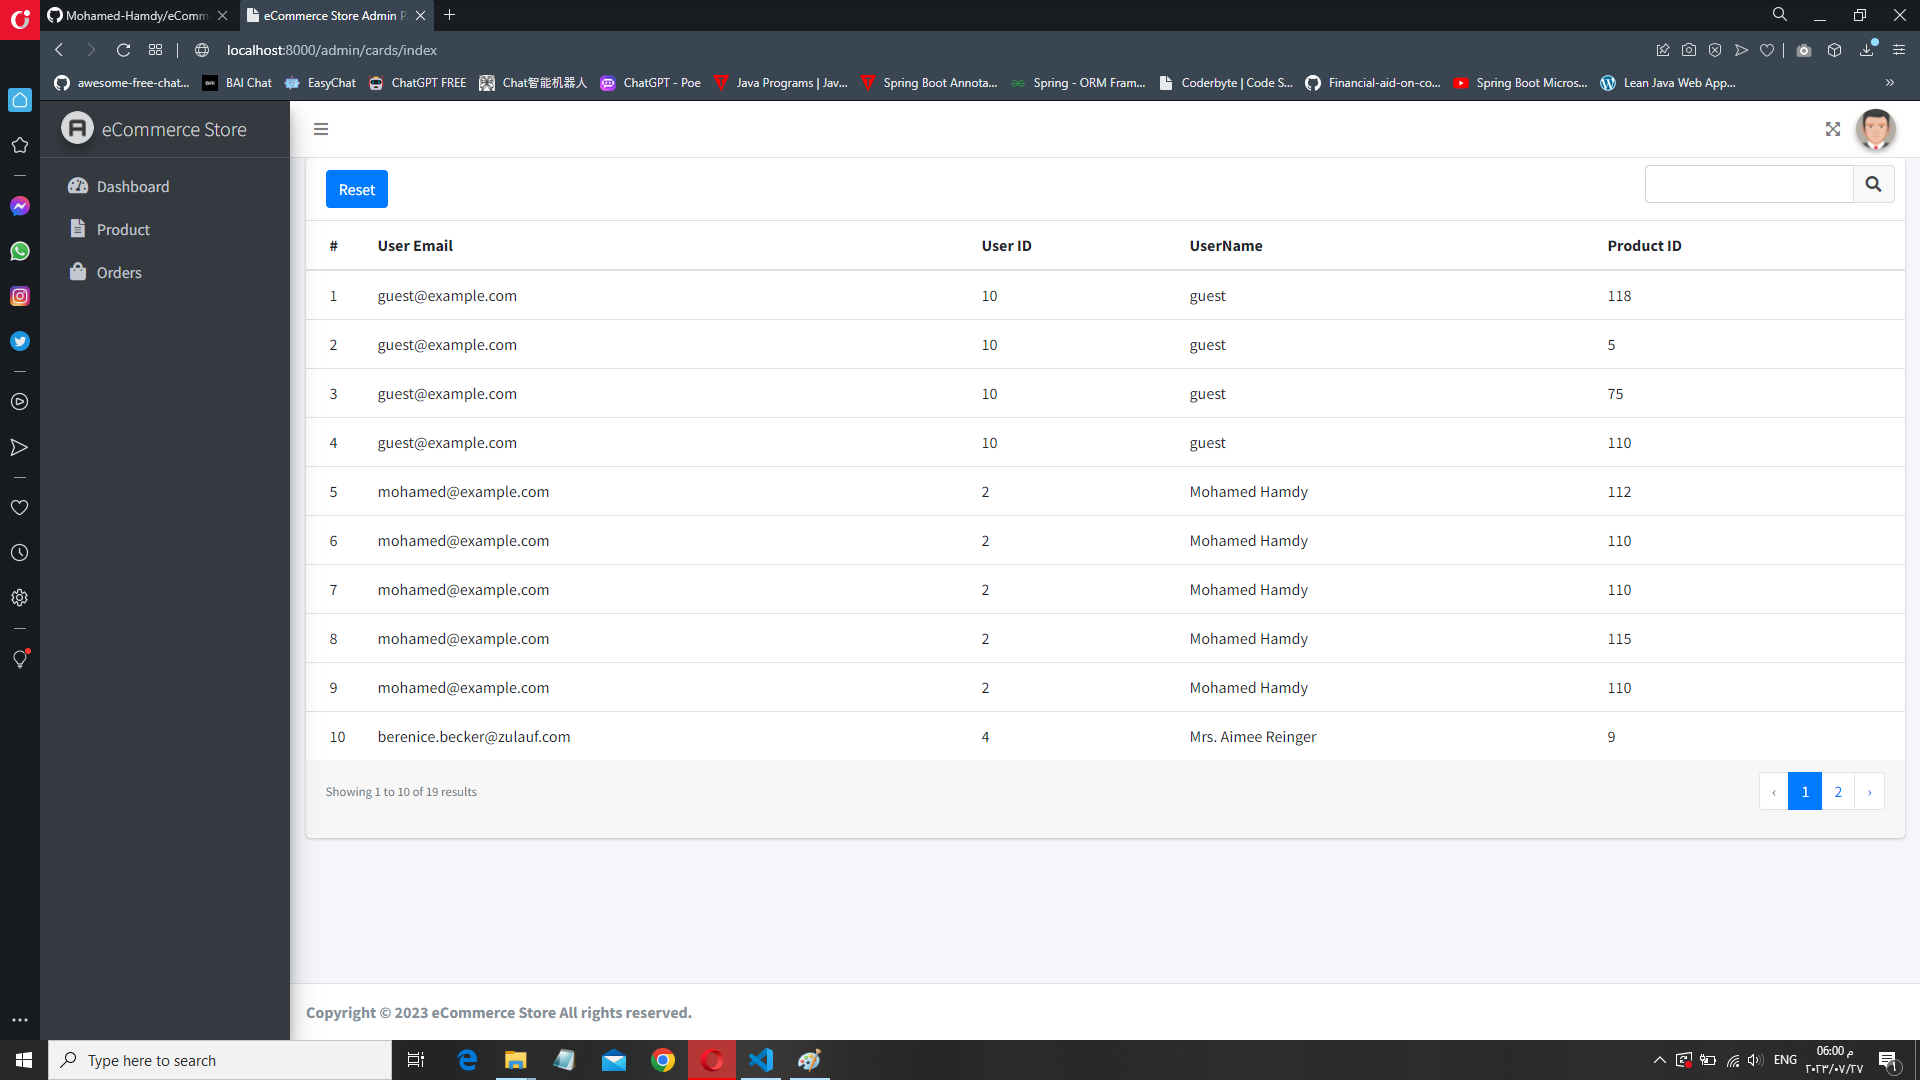 Mohamed-Hamdy/eComm
eCommerce Store Admin P
localhost:8000/admin/cards/index
awesome-free-chat...
BAI Chat
EasyChat
ChatGPT FREE
Chat智能机器人
ChatGPT - Poe
Java Programs | Jav...
Spring Boot Annota...
Spring - ORM Fram...
Coderbyte | Code S...
Financial-aid-on-co...
Spring Boot Micros...
Lean Java Web App...
eCommerce Store
Dashboard
Product
Orders
Reset
# User Email User ID UserName Product ID
1 guest@example.com 10 guest 118
2 guest@example.com 10 guest 5
3 guest@example.com 10 guest 75
4 guest@example.com 10 guest 110
5 mohamed@example.com 2 Mohamed Hamdy 112
6 mohamed@example.com 2 Mohamed Hamdy 110
7 mohamed@example.com 2 Mohamed Hamdy 110
8 mohamed@example.com 2 Mohamed Hamdy 115
9 mohamed@example.com 2 Mohamed Hamdy 110
10 berenice.becker@zulauf.com 4 Mrs. Aimee Reinger 9
Showing 1 to 10 of 19 results
‹ 1 2 ›
Copyright © 2023 eCommerce Store All rights reserved.
Type here to search
ENG
06:00 م
٢٠٢٣/٠٧/٢٧
1